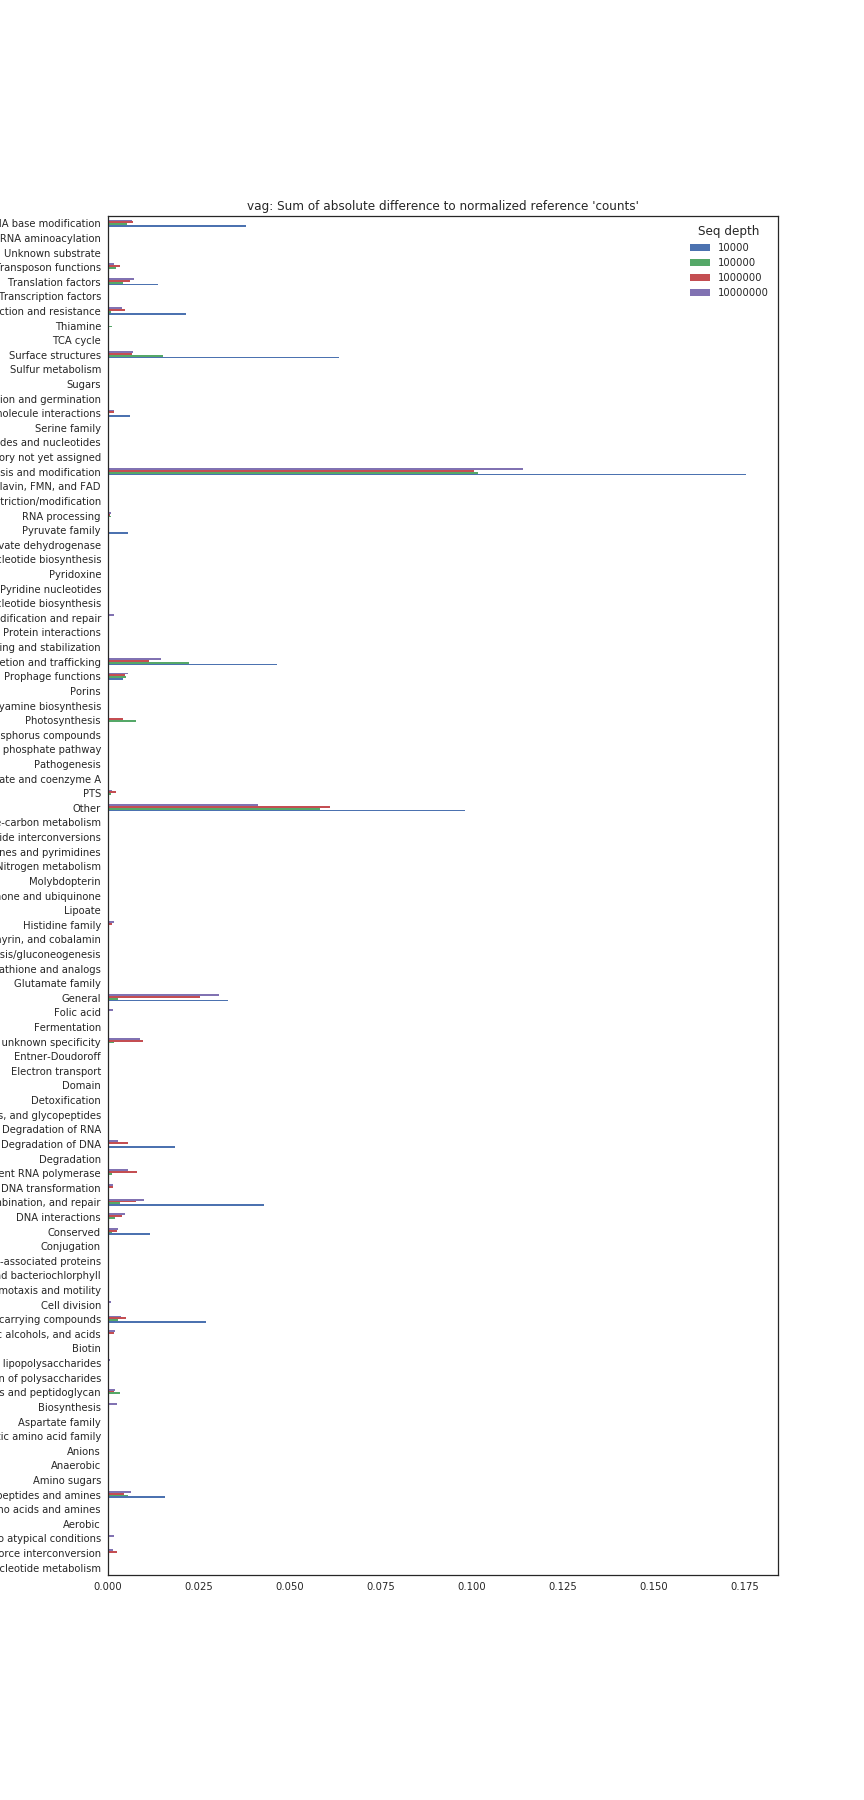 vag: Sum of absolute difference to normalized reference 'counts'
Seq depth
10000
100000
1000000
10000000
A base modification
RNA aminoacylation
Unknown substrate
ransposon functions
Translation factors
Transcription factors
ction and resistance
Thiamine
TCA cycle
Surface structures
Sulfur metabolism
Sugars
ion and germination
nolecule interactions
Serine family
des and nucleotides
ory not yet assigned
sis and modification
lavin, FMN, and FAD
triction/modification
RNA processing
Pyruvate family
vate dehydrogenase
cleotide biosynthesis
Pyridoxine
Pyridine nucleotides
cleotide biosynthesis
dification and repair
Protein interactions
ing and stabilization
etion and trafficking
Prophage functions
Porins
yamine biosynthesis
Photosynthesis
sphorus compounds
phosphate pathway
Pathogenesis
ate and coenzyme A
PTS
Other
e-carbon metabolism
ide interconversions
nes and pyrimidines
Nitrogen metabolism
Molybdopterin
one and ubiquinone
Lipoate
Histidine family
yrin, and cobalamin
sis/gluconeogenesis
athione and analogs
Glutamate family
General
Folic acid
Fermentation
unknown specificity
Entner-Doudoroff
Electron transport
Domain
Detoxification
s, and glycopeptides
Degradation of RNA
Degradation of DNA
Degradation
ent RNA polymerase
DNA transformation
bination, and repair
DNA interactions
Conserved
Conjugation
-associated proteins
nd bacteriochlorphyll
motaxis and motility
Cell division
carrying compounds
c alcohols, and acids
Biotin
lipopolysaccharides
n of polysaccharides
s and peptidoglycan
Biosynthesis
Aspartate family
tic amino acid family
Anions
Anaerobic
Amino sugars
peptides and amines
no acids and amines
Aerobic
o atypical conditions
orce interconversion
cleotide metabolism
0.000 0.025 0.050 0.075 0.100 0.125 0.150 0.175